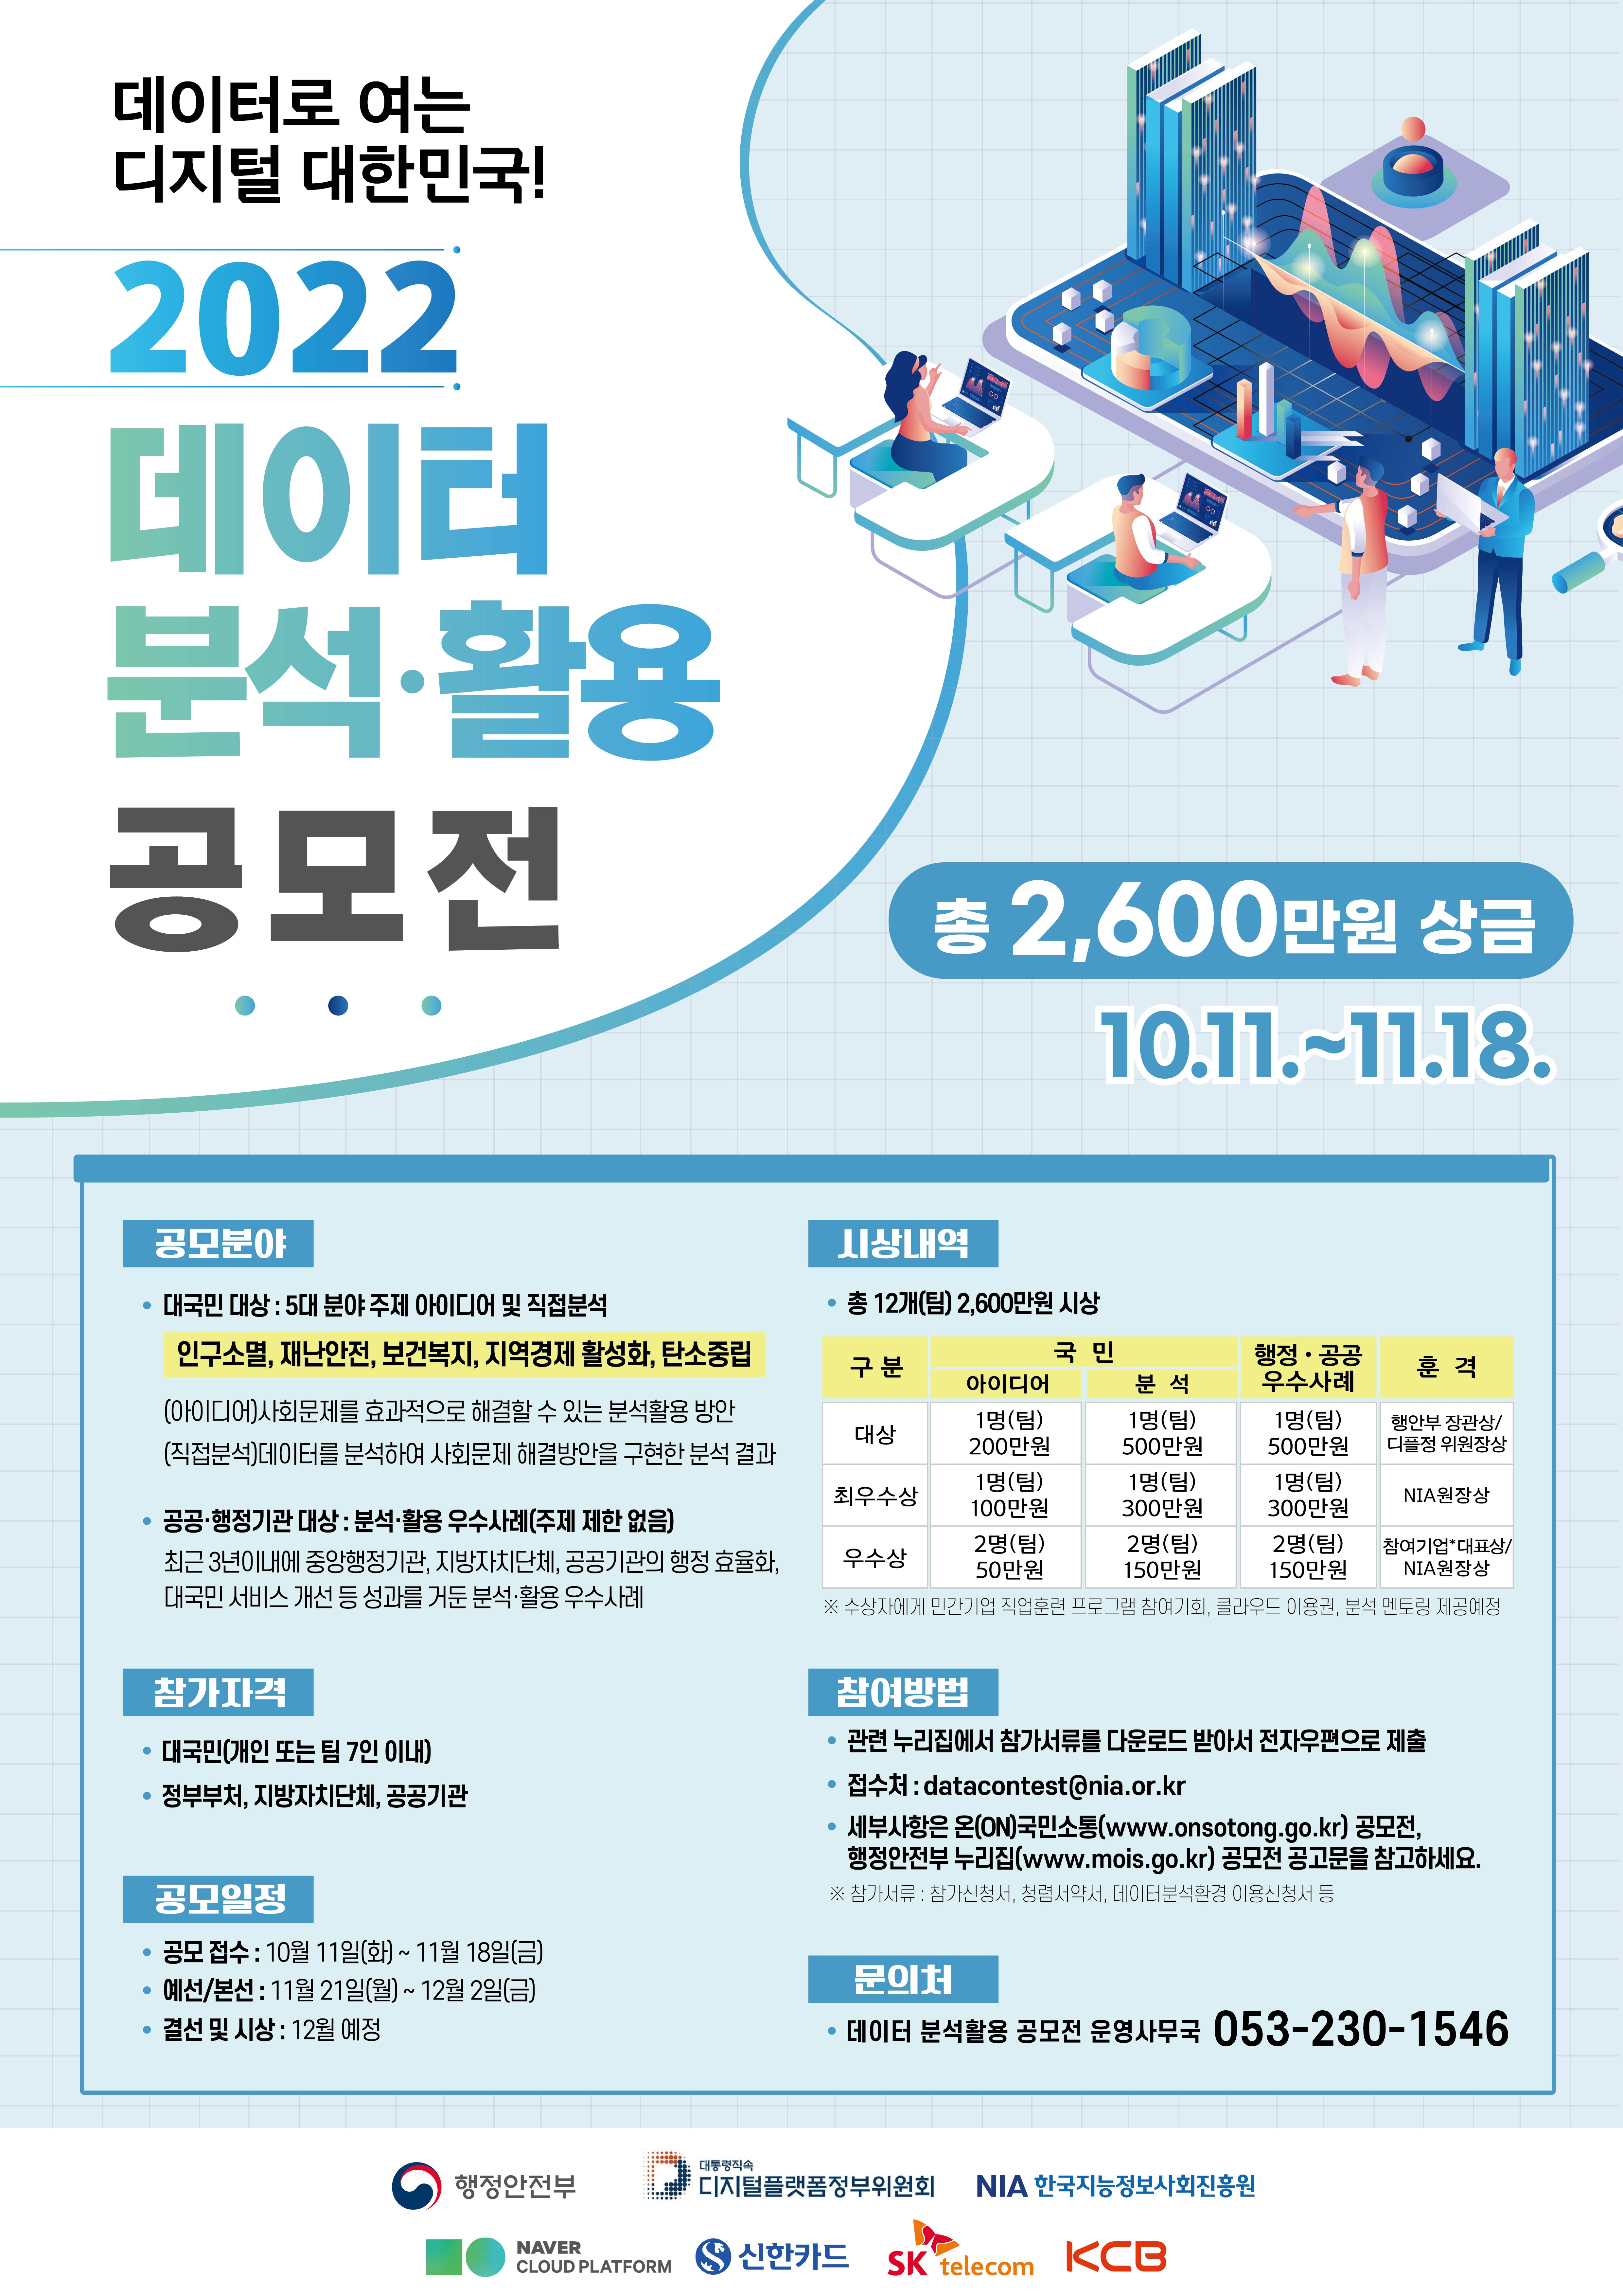 데이터로 여는
디지털 대한민국!
2022
데이터
분석·활용
공모전
총 2,600만원 상금
10.11.~11.18.
공모분야
• 대국민 대상 : 5대 분야 주제 아이디어 및 직접분석
인구소멸, 재난안전, 보건복지, 지역경제 활성화, 탄소중립
(아이디어)사회문제를 효과적으로 해결할 수 있는 분석활용 방안
(직접분석)데이터를 분석하여 사회문제 해결방안을 구현한 분석 결과
• 공공·행정기관 대상 : 분석·활용 우수사례(주제 제한 없음)
최근 3년이내에 중앙행정기관, 지방자치단체, 공공기관의 행정 효율화,
대국민 서비스 개선 등 성과를 거둔 분석·활용 우수사례
참가자격
• 대국민(개인 또는 팀 7인 이내)
• 정부부처, 지방자치단체, 공공기관
공모일정
• 공모 접수 : 10월 11일(화) ~ 11월 18일(금)
• 예선/본선 : 11월 21일(월) ~ 12월 2일(금)
• 결선 및 시상 : 12월 예정
시상내역
• 총 12개(팀) 2,600만원 시상
구 분 국 민 행정·공공 우수사례 훈 격
아이디어 분 석
대상 1명(팀) 200만원 1명(팀) 500만원 1명(팀) 500만원 행안부 장관상/ 디플정 위원장상
최우수상 1명(팀) 100만원 1명(팀) 300만원 1명(팀) 300만원 NIA원장상
우수상 2명(팀) 50만원 2명(팀) 150만원 2명(팀) 150만원 참여기업*대표상/ NIA원장상
※ 수상자에게 민간기업 직업훈련 프로그램 참여기회, 클라우드 이용권, 분석 멘토링 제공예정
참여방법
• 관련 누리집에서 참가서류를 다운로드 받아서 전자우편으로 제출
• 접수처 : datacontest@nia.or.kr
• 세부사항은 온(ON)국민소통(www.onsotong.go.kr) 공모전,
행정안전부 누리집(www.mois.go.kr) 공모전 공고문을 참고하세요.
※ 참가서류 : 참가신청서, 청렴서약서, 데이터분석환경 이용신청서 등
문의처
• 데이터 분석활용 공모전 운영사무국 053-230-1546
행정안전부
대통령직속
디지털플랫폼정부위원회
NIA 한국지능정보사회진흥원
NAVER
CLOUD PLATFORM
신한카드
SK telecom
KCB